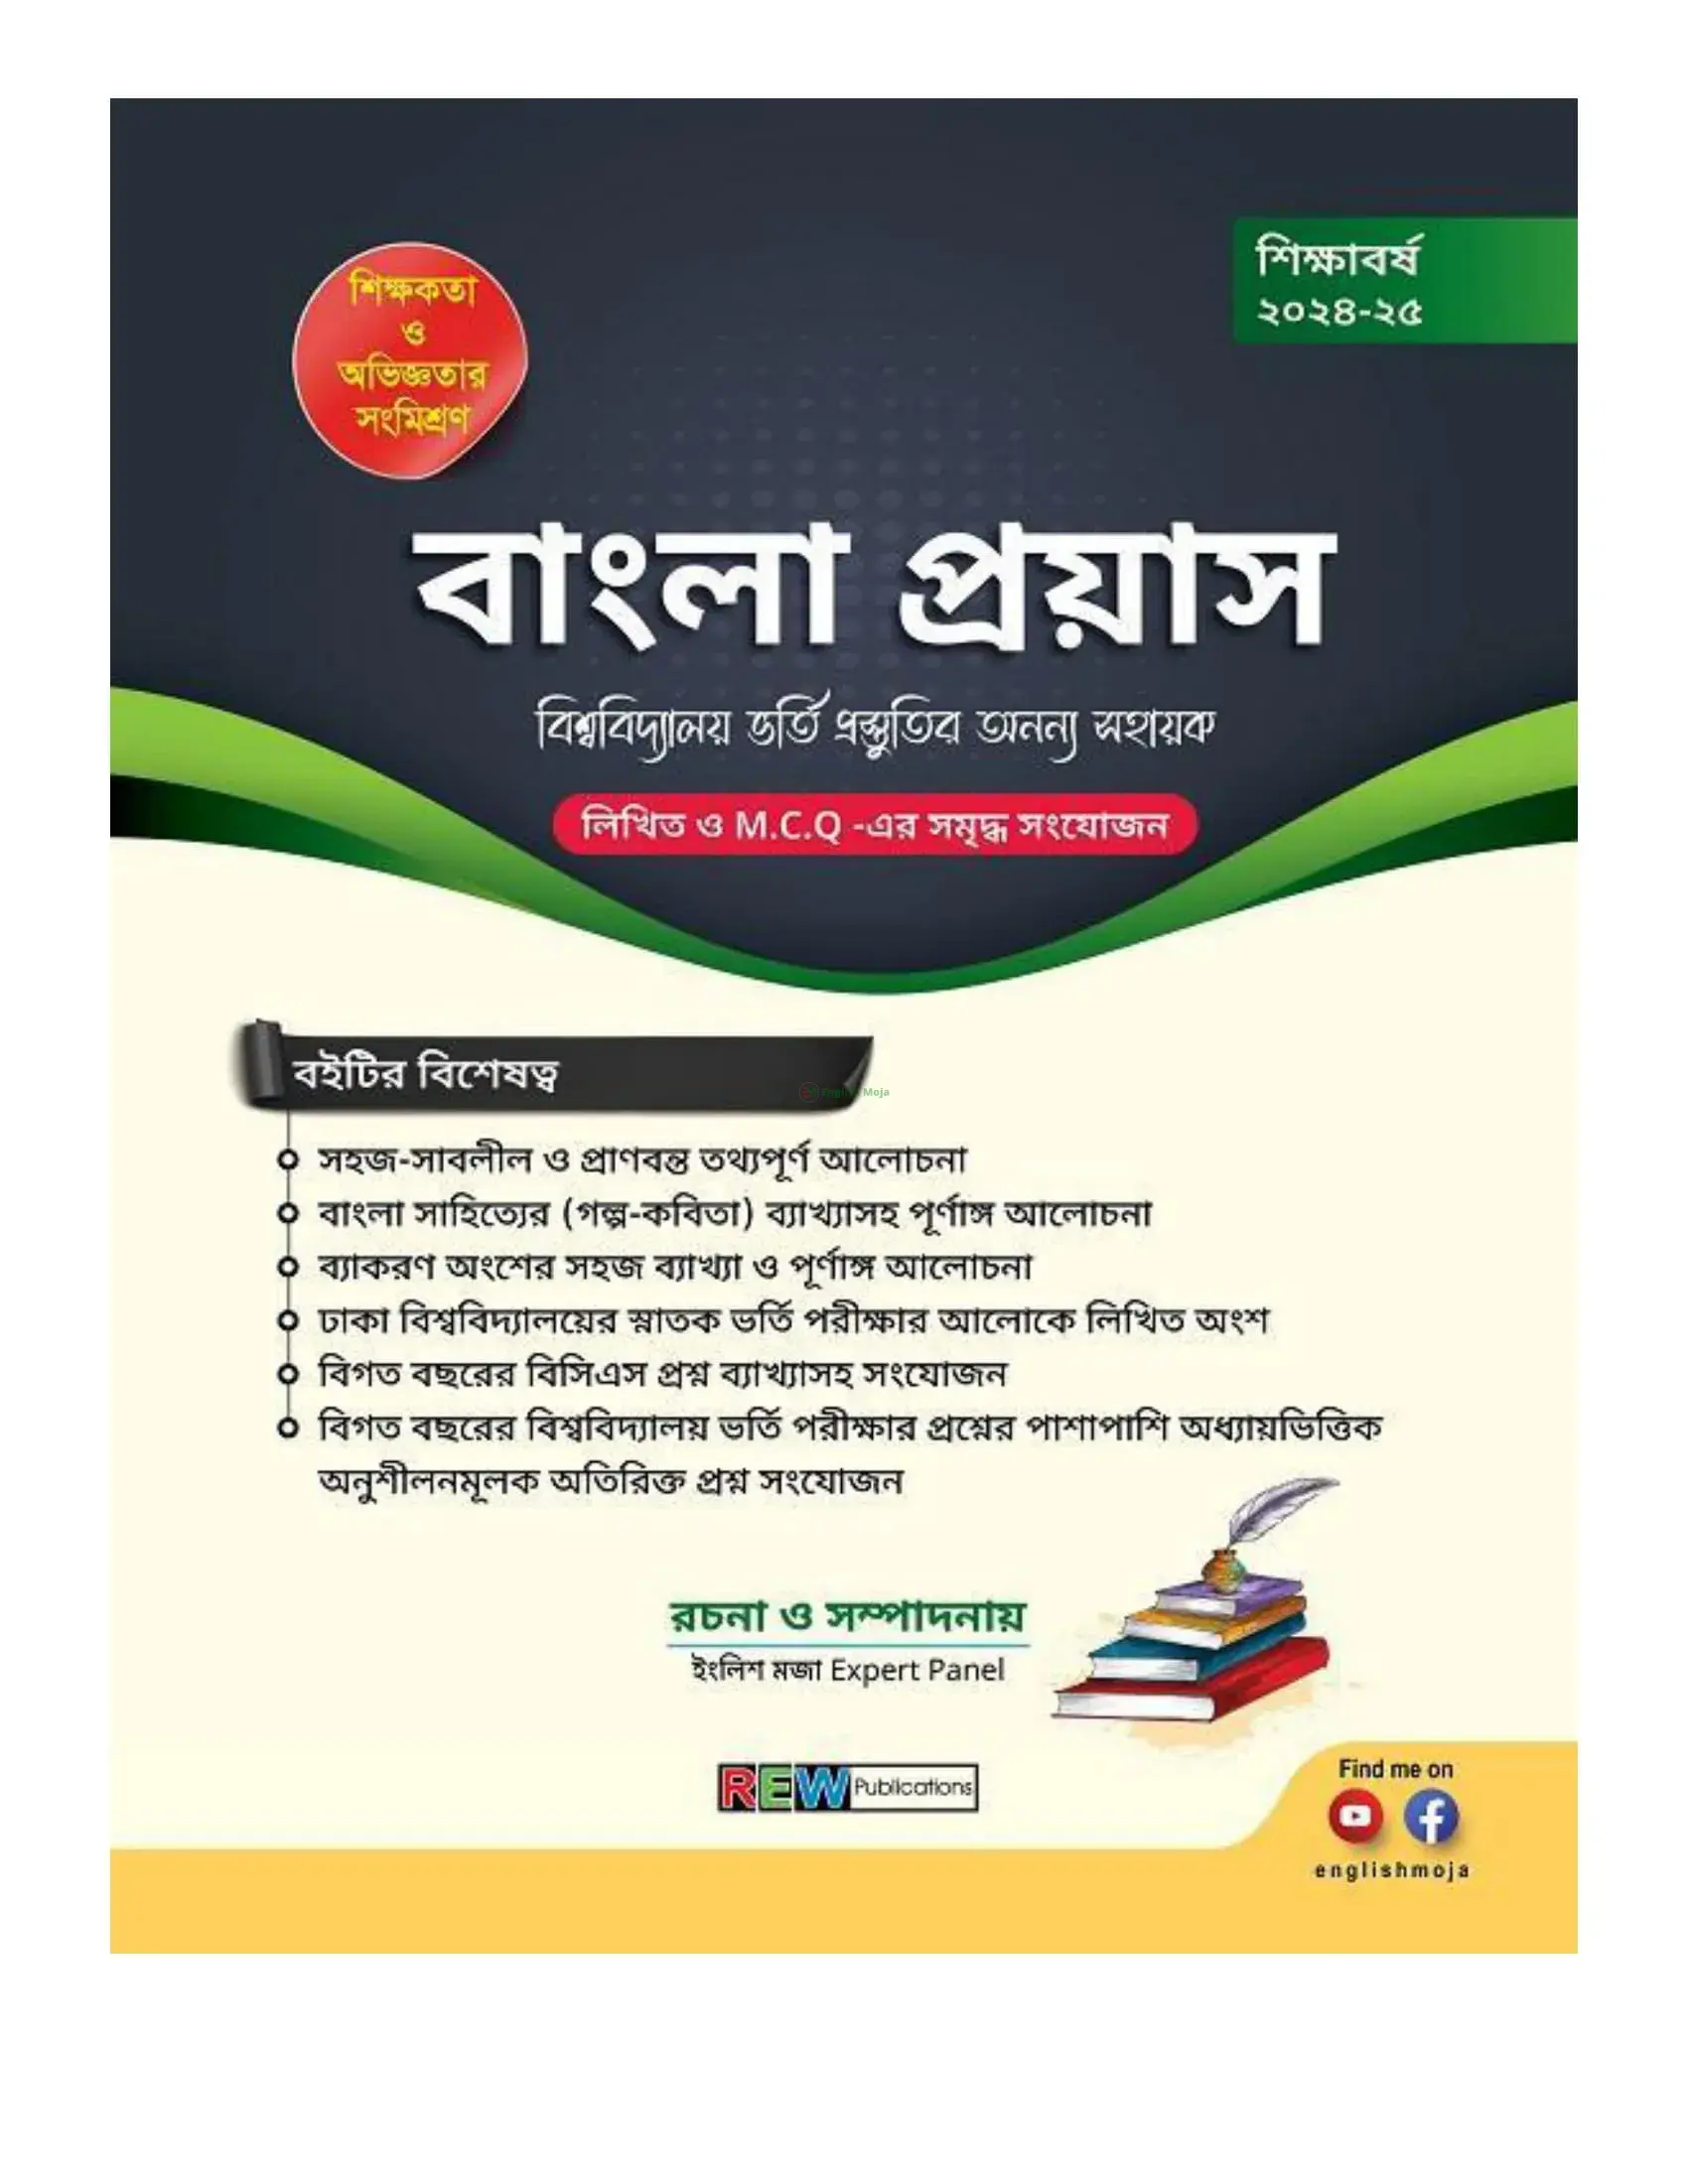 শিক্ষাবর্ষ
২০২৪-২৫
শিক্ষকতা
ও
অভিজ্ঞতার
সংমিশ্রণ
বাংলা প্রয়াস
বিশ্ববিদ্যালয় ভর্তি প্রস্তুতির অনন্য সহায়ক
লিখিত ও M.C.Q -এর সমৃদ্ধ সংযোজন
বইটির বিশেষত্ব
Moja
সহজ-সাবলীল ও প্রাণবন্ত তথ্যপূর্ণ আলোচনা
বাংলা সাহিত্যের (গল্প-কবিতা) ব্যাখ্যাসহ পূর্ণাঙ্গ আলোচনা
ব্যাকরণ অংশের সহজ ব্যাখ্যা ও পূর্ণাঙ্গ আলোচনা
ঢাকা বিশ্ববিদ্যালয়ের স্নাতক ভর্তি পরীক্ষার আলোকে লিখিত অংশ
বিগত বছরের বিসিএস প্রশ্ন ব্যাখ্যাসহ সংযোজন
বিগত বছরের বিশ্ববিদ্যালয় ভর্তি পরীক্ষার প্রশ্নের পাশাপাশি অধ্যায়ভিত্তিক
অনুশীলনমূলক অতিরিক্ত প্রশ্ন সংযোজন
রচনা ও সম্পাদনায়
ইংলিশ মজা Expert Panel
REW Publications
Find me on
englishmoja